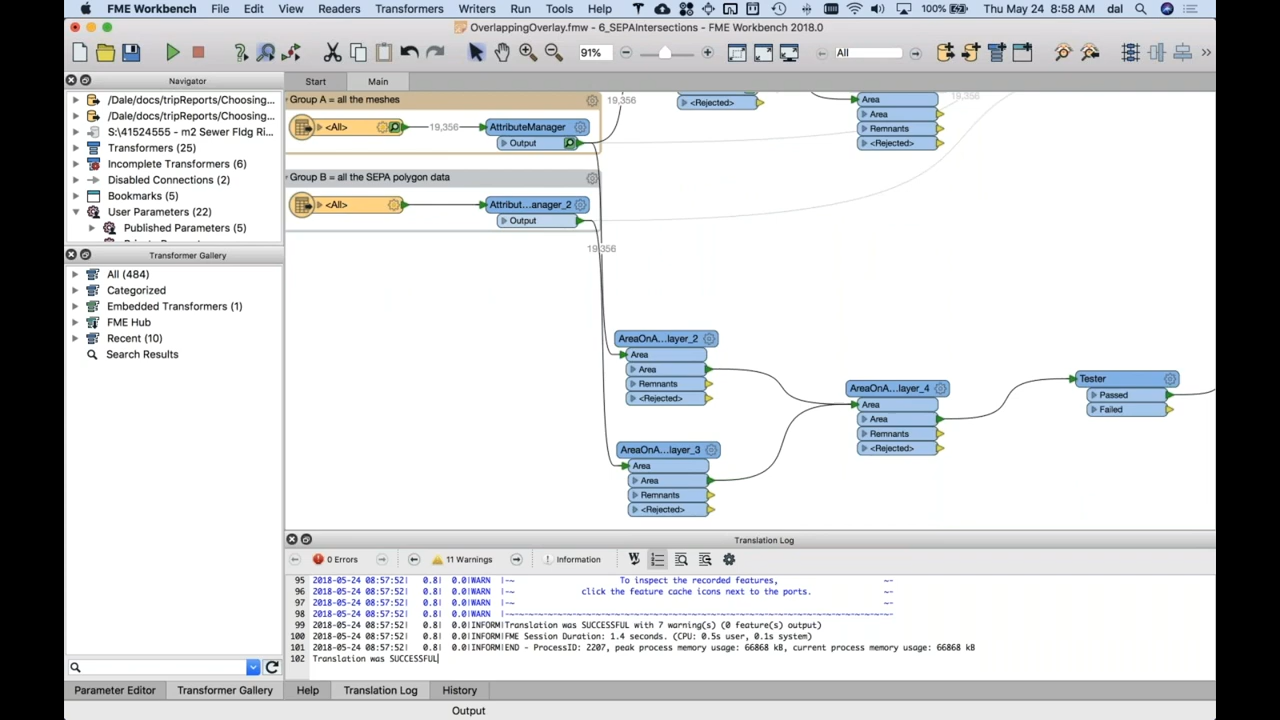 FME Workbench File Edit View Readers Transformers Writers Run Tools Help 100% Thu May 24 8:58 AM dal
OverlappingOverlay.fmw - 6_SEPAIntersections - FME Workbench 2018.0
91% All
Navigator
/Dale/docs/tripReports/Choosing...
/Dale/docs/tripReports/Choosing...
S:\41524555 - m2 Sewer Fldg Ri...
Transformers (25)
Incomplete Transformers (6)
Disabled Connections (2)
Bookmarks (5)
User Parameters (22)
Published Parameters (5)
Transformer Gallery
All (484)
Categorized
Embedded Transformers (1)
FME Hub
Recent (10)
Search Results
Start Main
Group A = all the meshes
<All>
19,356
AttributeManager
Output
19,356
<Rejected>
Area
Area
Remnants
<Rejected>
19,356
Group B = all the SEPA polygon data
<All>
Attribut...anager_2
Output
19,356
AreaOnA...layer_2
Area
Area
Remnants
<Rejected>
AreaOnA...layer_3
Area
Area
Remnants
<Rejected>
AreaOnA...layer_4
Area
Area
Remnants
<Rejected>
Tester
Passed
Failed
Translation Log
0 Errors 11 Warnings Information
95 2018-05-24 08:57:52| 0.8| 0.0|WARN |~~ To inspect the recorded features, ~~
96 2018-05-24 08:57:52| 0.8| 0.0|WARN |~~ click the feature cache icons next to the ports. ~~
97 2018-05-24 08:57:52| 0.8| 0.0|WARN |~~ ~~
98 2018-05-24 08:57:52| 0.8| 0.0|WARN |~~~~~~~~~~~~~~~~~~~~~~~~~~~~~~~~~~~~~~~~~~~~~~~~~~~~~~~~~~~~~~~~~~~~~~~~~~~~~~
99 2018-05-24 08:57:52| 0.8| 0.0|INFORM|Translation was SUCCESSFUL with 7 warning(s) (0 feature(s) output)
100 2018-05-24 08:57:52| 0.8| 0.0|INFORM|FME Session Duration: 1.4 seconds. (CPU: 0.5s user, 0.1s system)
101 2018-05-24 08:57:52| 0.8| 0.0|INFORM|END - ProcessID: 2207, peak process memory usage: 66868 kB, current process memory usage: 66868 kB
102 Translation was SUCCESSFUL
Parameter Editor Transformer Gallery Help Translation Log History
Output